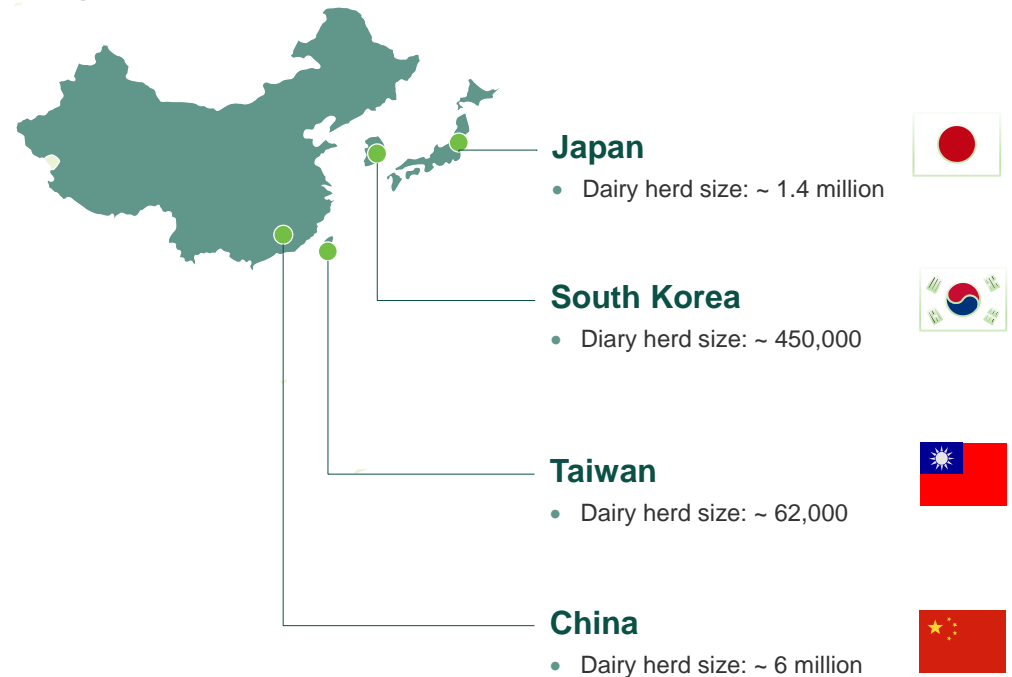 Japan
• Dairy herd size: ~ 1.4 million
South Korea
• Diary herd size: ~ 450,000
Taiwan
• Dairy herd size: ~ 62,000
China
• Dairy herd size: ~ 6 million